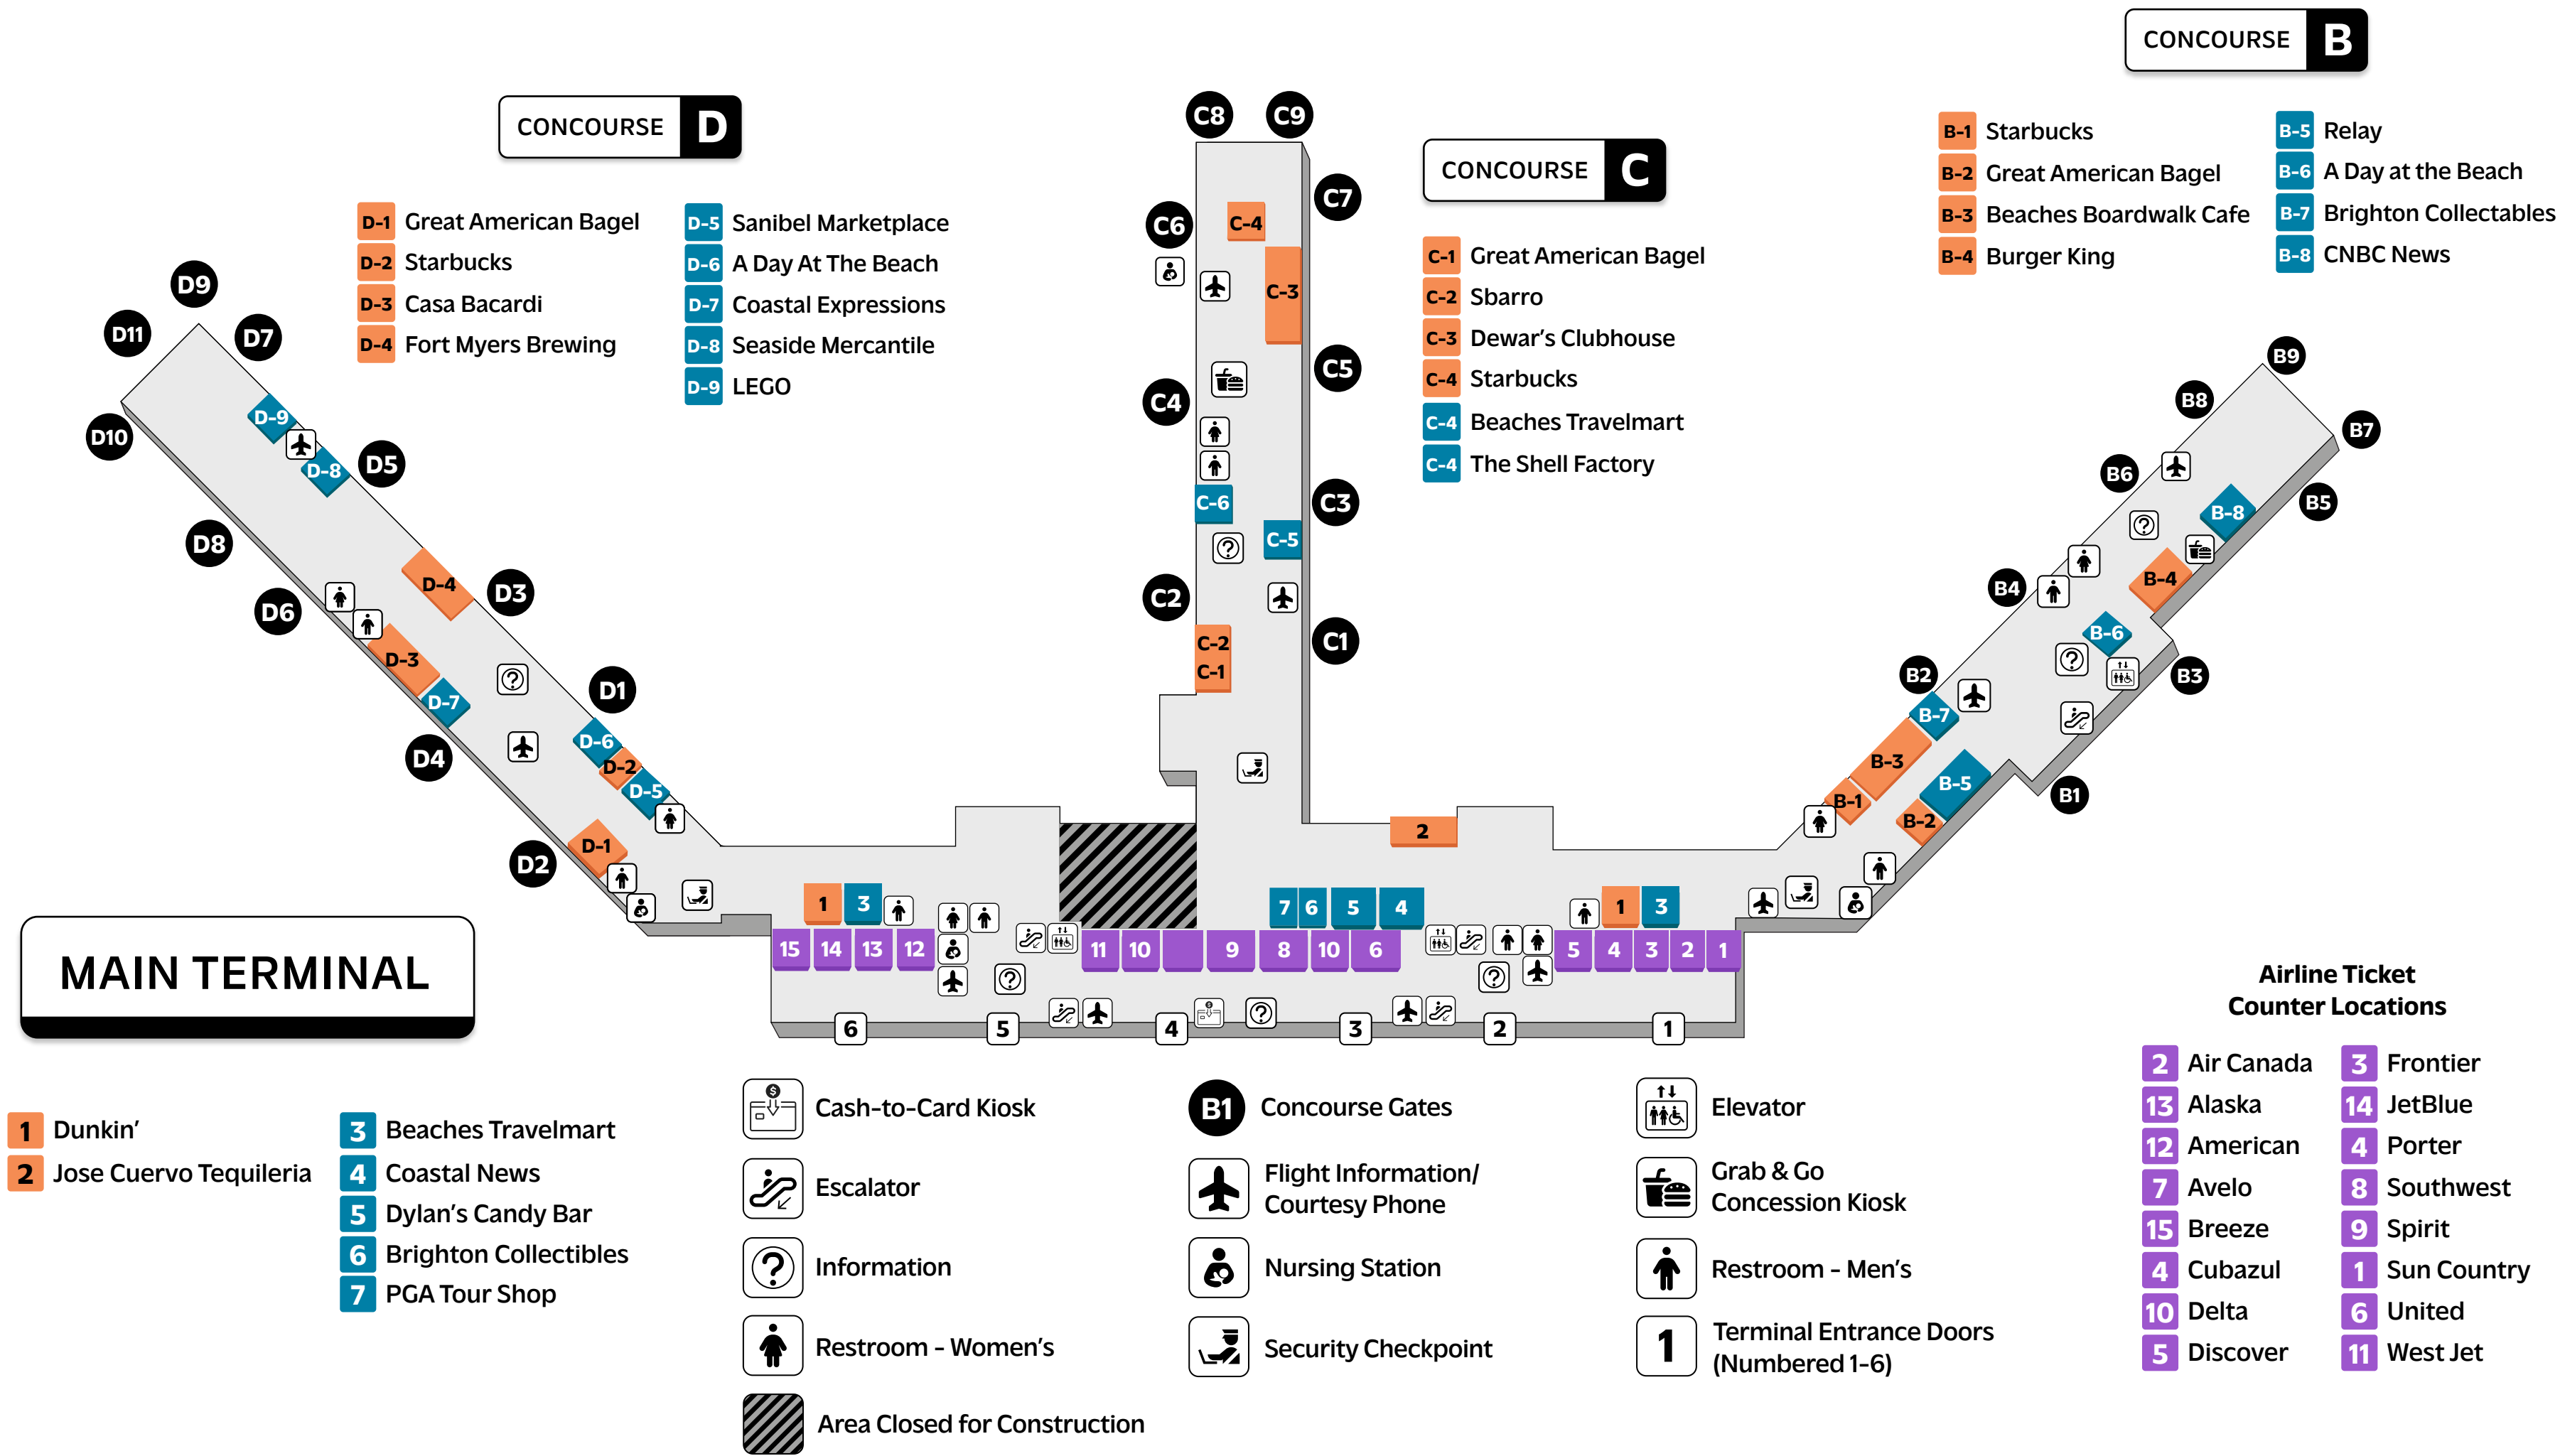 CONCOURSE B
B-1 Starbucks
B-2 Great American Bagel
B-3 Beaches Boardwalk Cafe
B-4 Burger King
B-5 Relay
B-6 A Day at the Beach
B-7 Brighton Collectables
B-8 CNBC News
CONCOURSE D
D-1 Great American Bagel
D-2 Starbucks
D-3 Casa Bacardi
D-4 Fort Myers Brewing
D-5 Sanibel Marketplace
D-6 A Day At The Beach
D-7 Coastal Expressions
D-8 Seaside Mercantile
D-9 LEGO
CONCOURSE C
C-1 Great American Bagel
C-2 Sbarro
C-3 Dewar's Clubhouse
C-4 Starbucks
C-4 Beaches Travelmart
C-4 The Shell Factory
C8
C9
C7
C6
C-4
C-3
C5
C4
C-6
C3
C-5
C2
C-2
C1
C-1
D9
D11
D7
D-9
D10
D5
D-8
D8
D-4
D3
D6
D-3
D-7
D1
D4
D-6
D-2
D-5
D-1
D2
B9
B8
B7
B6
B5
B-8
B4
B-4
B-6
B3
B2
B-7
B-3
B-5
B1
B-1
B-2
2
1 3
7 6 5 4
1 3
15 14 13 12
11 10 9 8 10 6
5 4 3 2 1
6 5 4 3 2 1
MAIN TERMINAL
1 Dunkin'
2 Jose Cuervo Tequileria
3 Beaches Travelmart
4 Coastal News
5 Dylan's Candy Bar
6 Brighton Collectibles
7 PGA Tour Shop
$
Cash-to-Card Kiosk
Escalator
? Information
Restroom - Women's
Area Closed for Construction
B1 Concourse Gates
Flight Information/
Courtesy Phone
Nursing Station
Security Checkpoint
Elevator
Grab & Go
Concession Kiosk
Restroom - Men's
1 Terminal Entrance Doors
(Numbered 1-6)
Airline Ticket
Counter Locations
2 Air Canada
13 Alaska
12 American
7 Avelo
15 Breeze
4 Cubazul
10 Delta
5 Discover
3 Frontier
14 JetBlue
4 Porter
8 Southwest
9 Spirit
1 Sun Country
6 United
11 West Jet